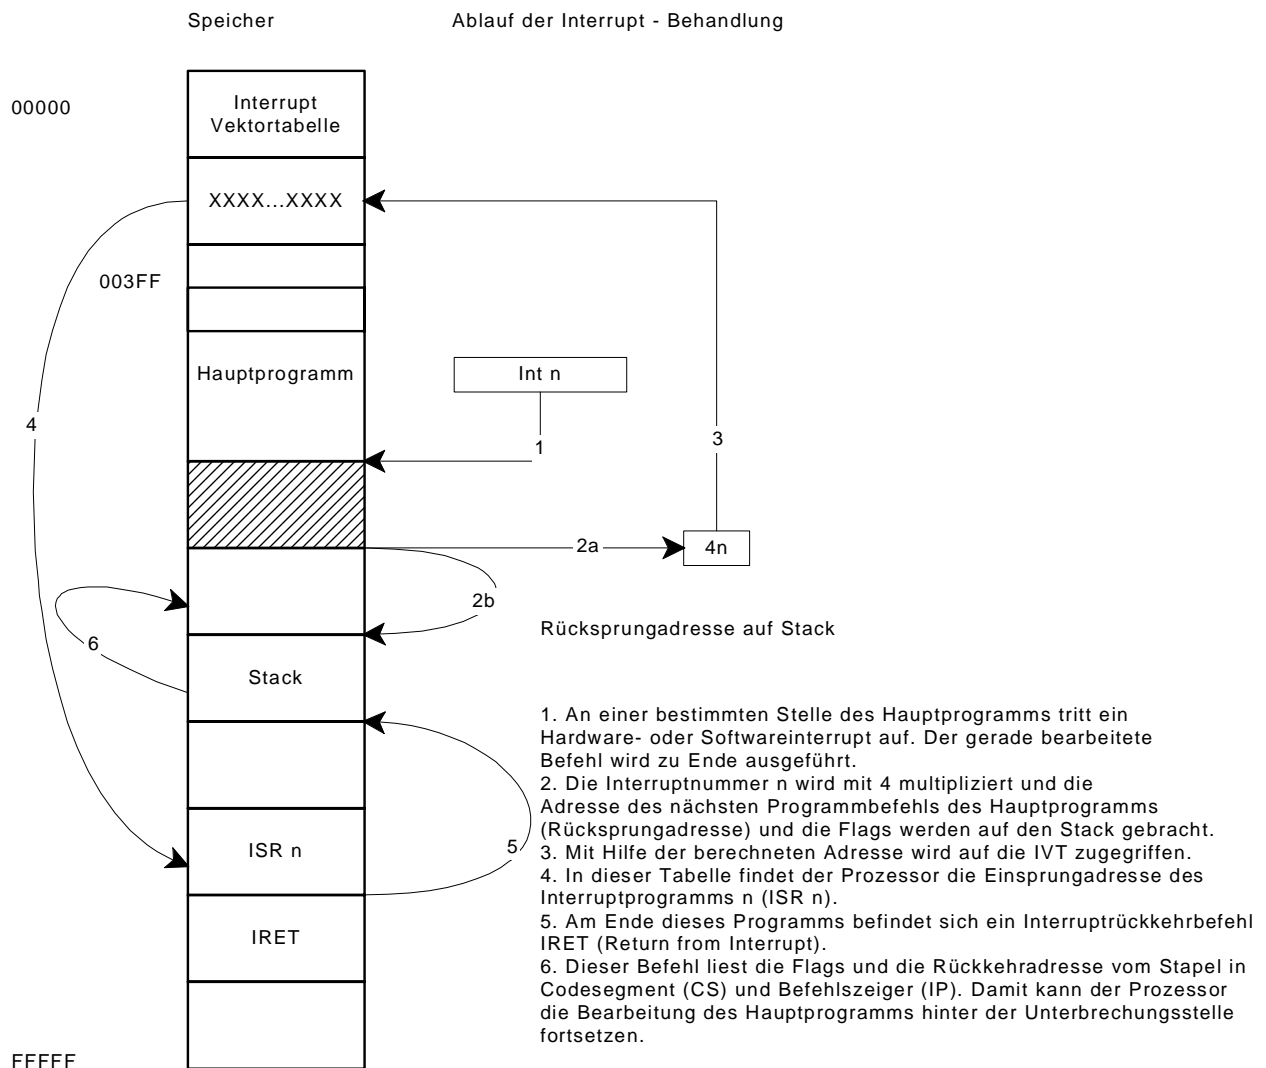 Speicher
Ablauf der Interrupt - Behandlung
00000
Interrupt
Vektortabelle
XXXX...XXXX
003FF
Hauptprogramm
Int n
4
3
1
2a
4n
2b
6
Rücksprungadresse auf Stack
Stack
1. An einer bestimmten Stelle des Hauptprogramms tritt ein
Hardware- oder Softwareinterrupt auf. Der gerade bearbeitete
Befehl wird zu Ende ausgeführt.
2. Die Interruptnummer n wird mit 4 multipliziert und die
Adresse des nächsten Programmbefehls des Hauptprogramms
(Rücksprungadresse) und die Flags werden auf den Stack gebracht.
3. Mit Hilfe der berechneten Adresse wird auf die IVT zugegriffen.
4. In dieser Tabelle findet der Prozessor die Einsprungadresse des
Interruptprogramms n (ISR n).
5. Am Ende dieses Programms befindet sich ein Interruptrückkehrbefehl
IRET (Return from Interrupt).
6. Dieser Befehl liest die Flags und die Rückkehradresse vom Stapel in
Codesegment (CS) und Befehlszeiger (IP). Damit kann der Prozessor
die Bearbeitung des Hauptprogramms hinter der Unterbrechungsstelle
fortsetzen.
ISR n
5
IRET
FFFFF